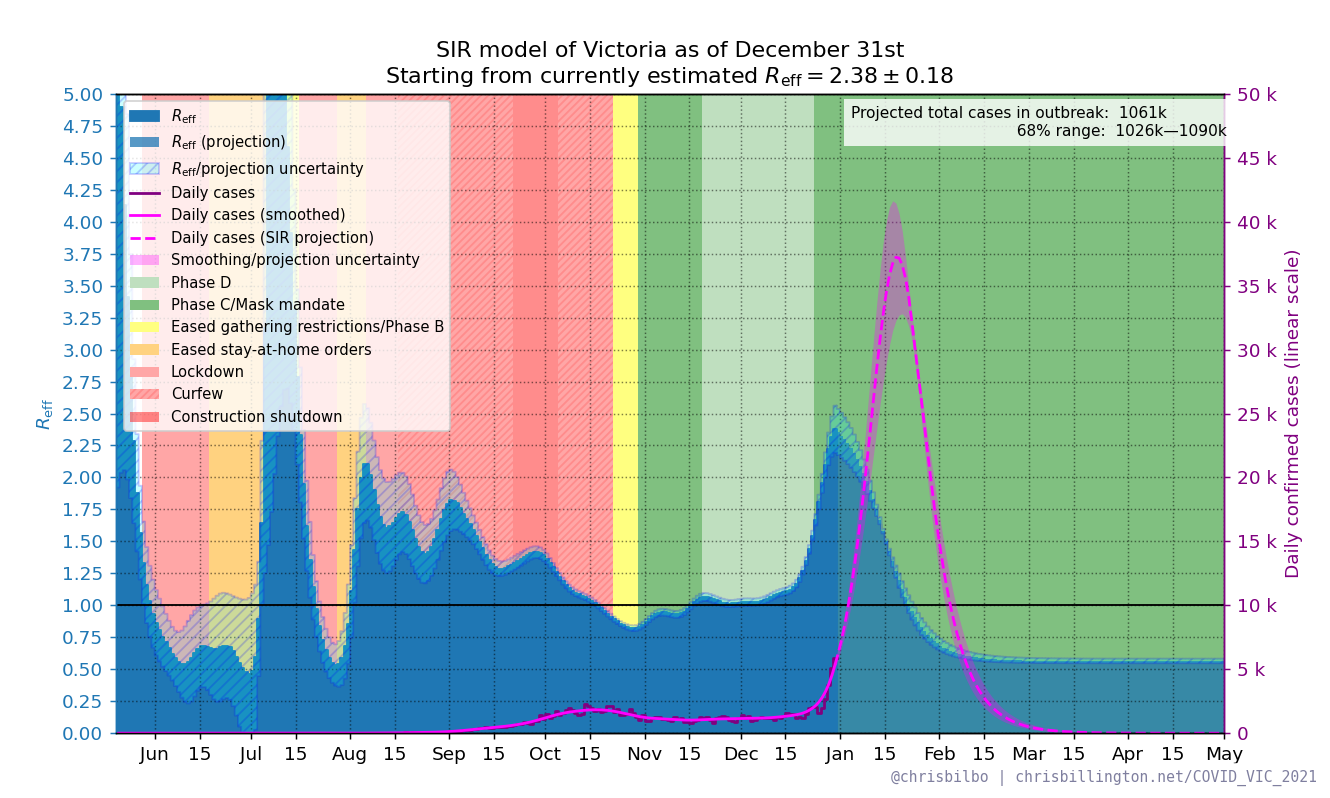 SIR model of Victoria as of December 31st
Starting from currently estimated R_eff = 2.38 ± 0.18
Projected total cases in outbreak: 1061k
68% range: 1026k—1090k
R_eff
R_eff (projection)
R_eff/projection uncertainty
Daily cases
Daily cases (smoothed)
Daily cases (SIR projection)
Smoothing/projection uncertainty
Phase D
Phase C/Mask mandate
Eased gathering restrictions/Phase B
Eased stay-at-home orders
Lockdown
Curfew
Construction shutdown
R_eff
5.00
4.75
4.50
4.25
4.00
3.75
3.50
3.25
3.00
2.75
2.50
2.25
2.00
1.75
1.50
1.25
1.00
0.75
0.50
0.25
0.00
50 k
45 k
40 k
35 k
30 k
25 k
20 k
15 k
10 k
5 k
0
Daily confirmed cases (linear scale)
Jun 15 Jul 15 Aug 15 Sep 15 Oct 15 Nov 15 Dec 15 Jan 15 Feb 15 Mar 15 Apr 15 May
@chrisbilbo | chrisbillington.net/COVID_VIC_2021